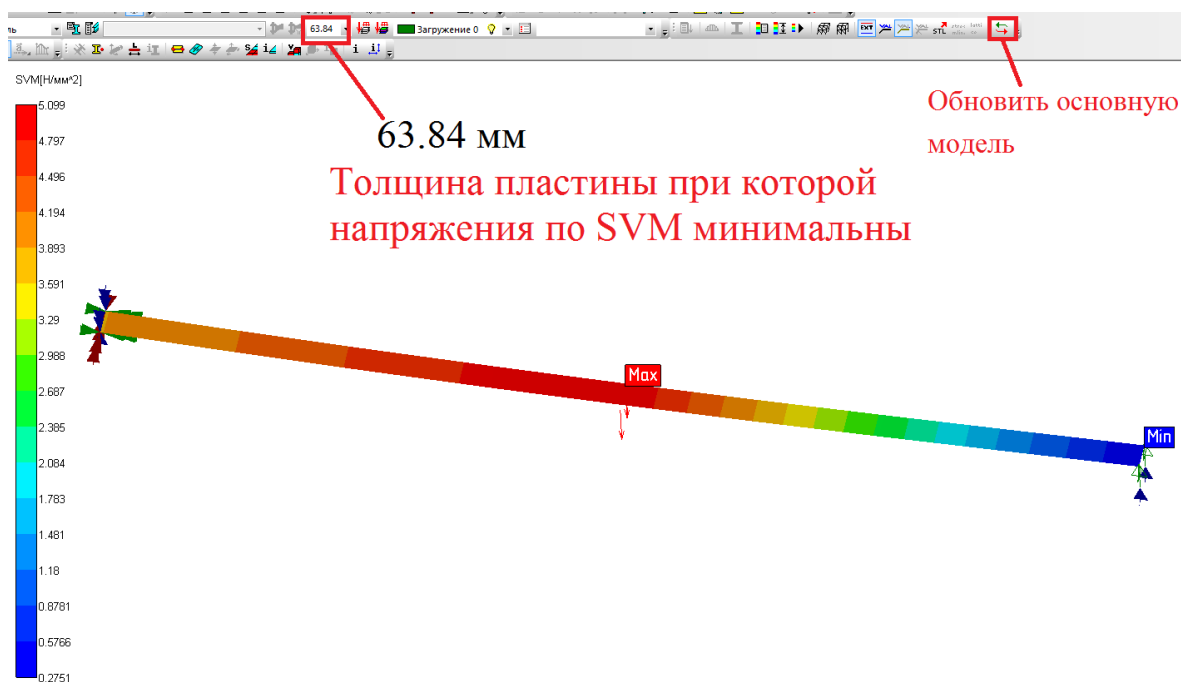 ль
63.84
Загружение 0
EXT
STL
SVM[Н/мм^2]
5.099
4.797
4.496
4.194
3.893
3.591
3.29
2.988
2.687
2.385
2.084
1.783
1.481
1.18
0.8781
0.5766
0.2751
63.84 мм
Толщина пластины при которой
напряжения по SVM минимальны
Обновить основную
модель
Max
Min